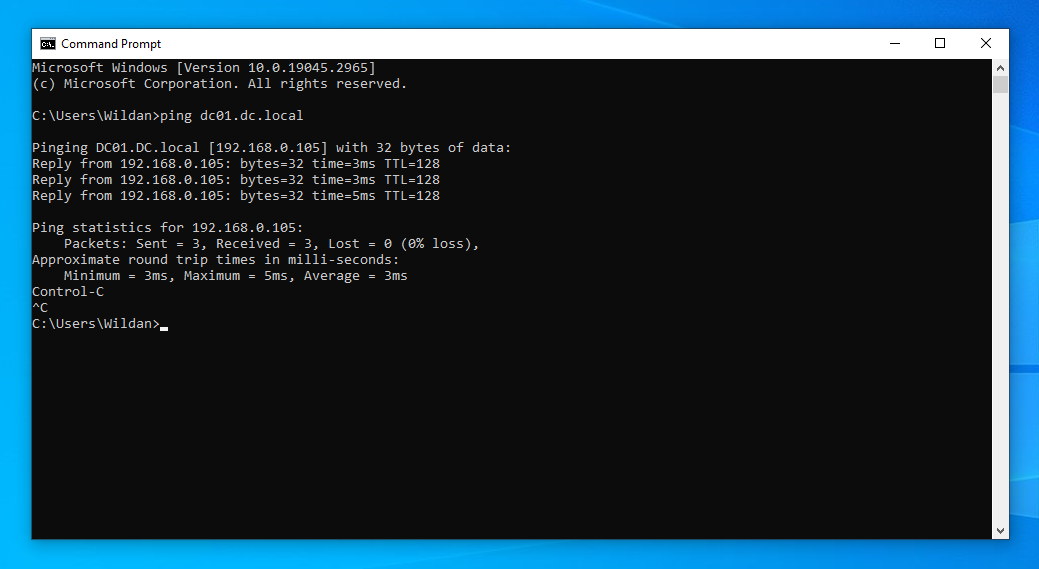 Command Prompt
Microsoft Windows [Version 10.0.19045.2965]
(c) Microsoft Corporation. All rights reserved.
C:\Users\Wildan>ping dc01.dc.local
Pinging DC01.DC.local [192.168.0.105] with 32 bytes of data:
Reply from 192.168.0.105: bytes=32 time=3ms TTL=128
Reply from 192.168.0.105: bytes=32 time=3ms TTL=128
Reply from 192.168.0.105: bytes=32 time=5ms TTL=128
Ping statistics for 192.168.0.105:
    Packets: Sent = 3, Received = 3, Lost = 0 (0% loss),
Approximate round trip times in milli-seconds:
    Minimum = 3ms, Maximum = 5ms, Average = 3ms
Control-C
^C
C:\Users\Wildan>